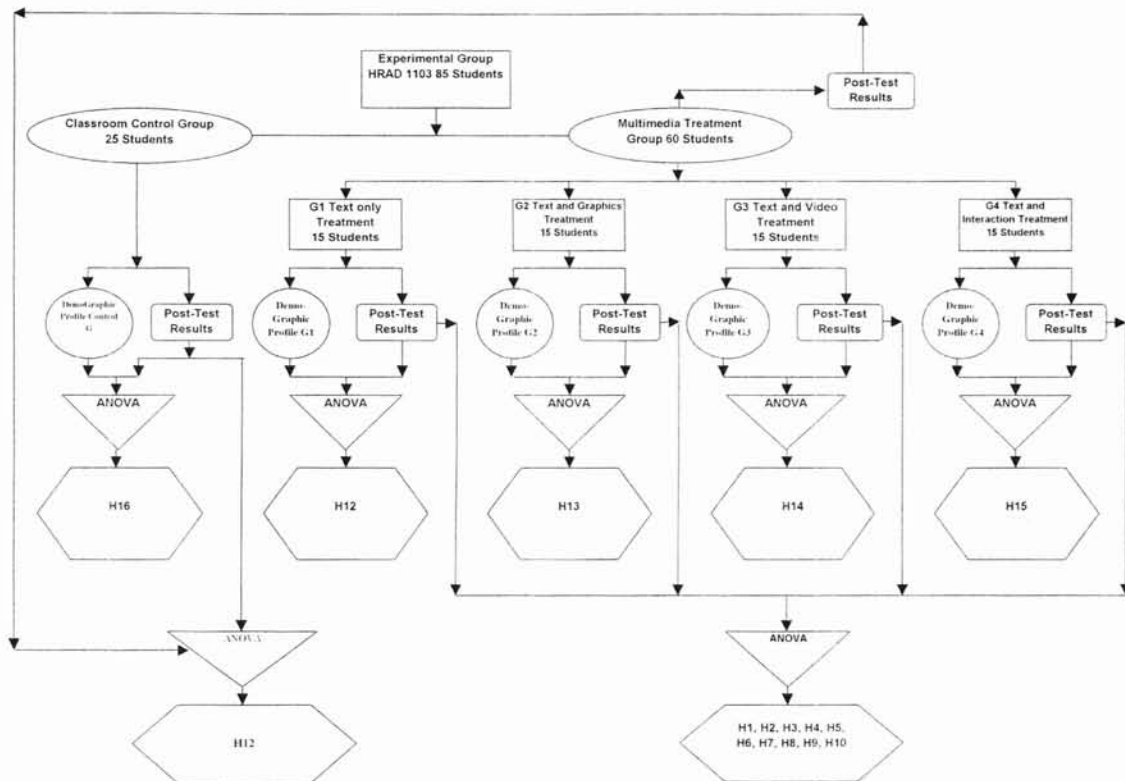 Experimental Group
HRAD 1103 85 Students
Post-Test
Results
Classroom Control Group
25 Students
Multimedia Treatment
Group 60 Students
G1 Text only
Treatment
15 Students
G2 Text and Graphics
Treatment
15 Students
G3 Text and Video
Treatment
15 Students
G4 Text and
Interaction Treatment
15 Students
DemoGraphic
Profile Control
G
Post-Test
Results
Demo-
Graphic
Profile G1
Post-Test
Results
Demo-
Graphic
Profile G2
Post-Test
Results
Demo-
Graphic
Profile G3
Post-Test
Results
Demo-
Graphic
Profile G4
Post-Test
Results
ANOVA
ANOVA
ANOVA
ANOVA
ANOVA
H16
H12
H13
H14
H15
ANOVA
ANOVA
H12
H1, H2, H3, H4, H5,
H6, H7, H8, H9, H10